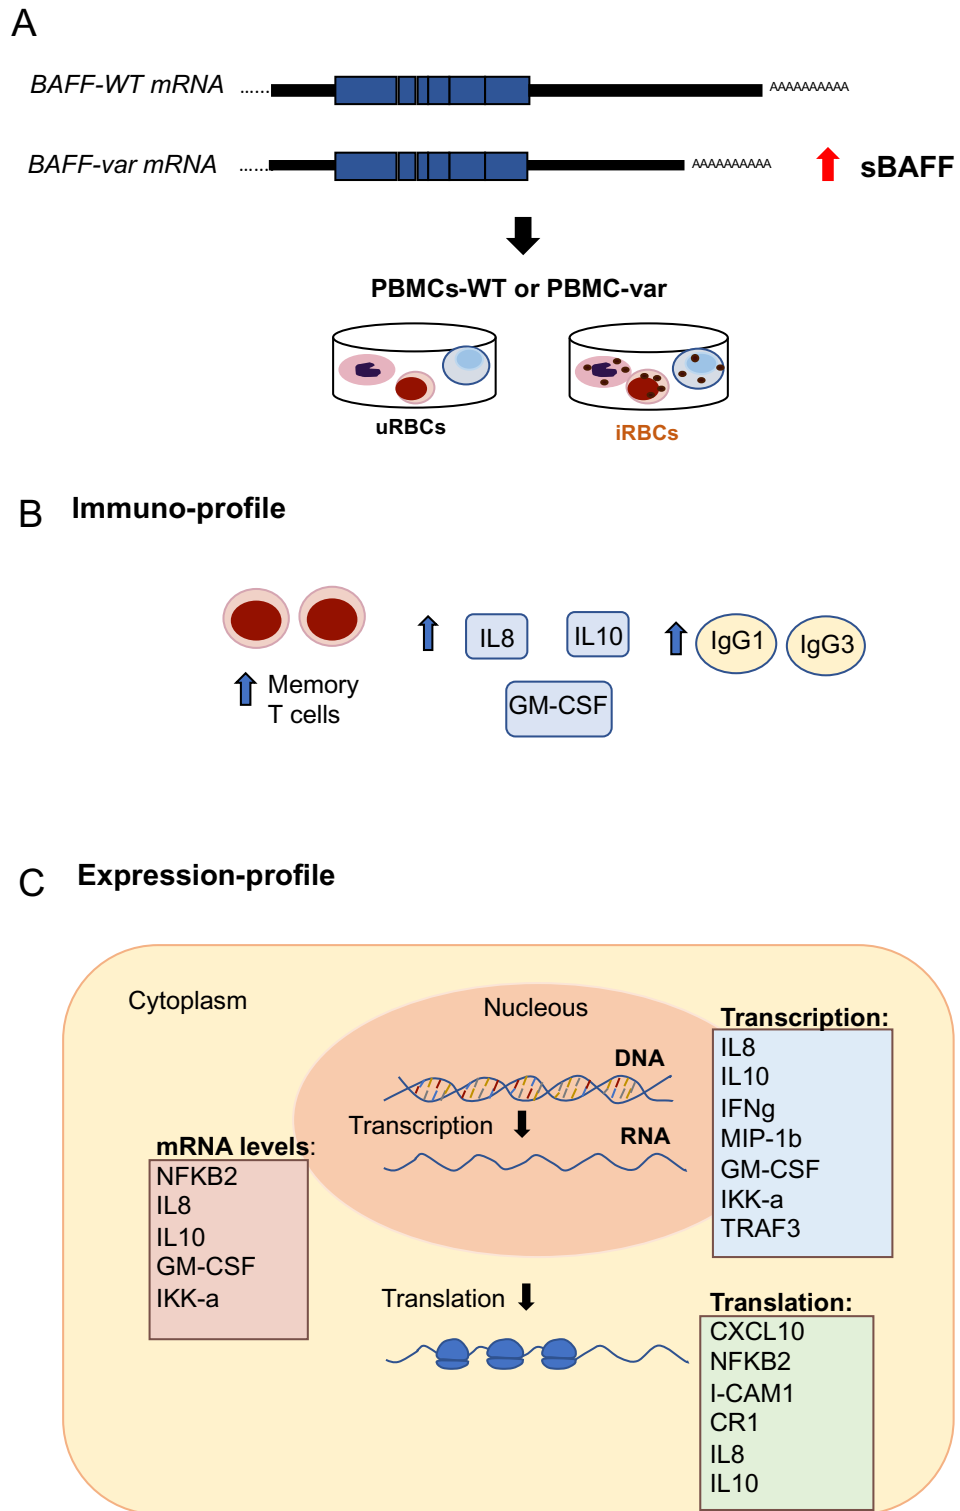 A
BAFF-WT mRNA ...... AAAAAAAAAA
BAFF-var mRNA ...... AAAAAAAAAA sBAFF
PBMCs-WT or PBMC-var
uRBCs
iRBCs
B Immuno-profile
Memory
T cells
IL8
IL10
GM-CSF
IgG1
IgG3
C Expression-profile
Cytoplasm
Nucleous
DNA
Transcription
RNA
mRNA levels:
NFKB2
IL8
IL10
GM-CSF
IKK-a
Transcription:
IL8
IL10
IFNg
MIP-1b
GM-CSF
IKK-a
TRAF3
Translation
Translation:
CXCL10
NFKB2
I-CAM1
CR1
IL8
IL10